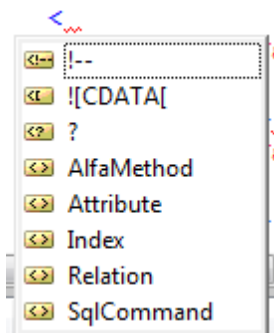 <
<!-- !--
<[ ![CDATA[
<? ?
<> AlfaMethod
<> Attribute
<> Index
<> Relation
<> SqlCommand